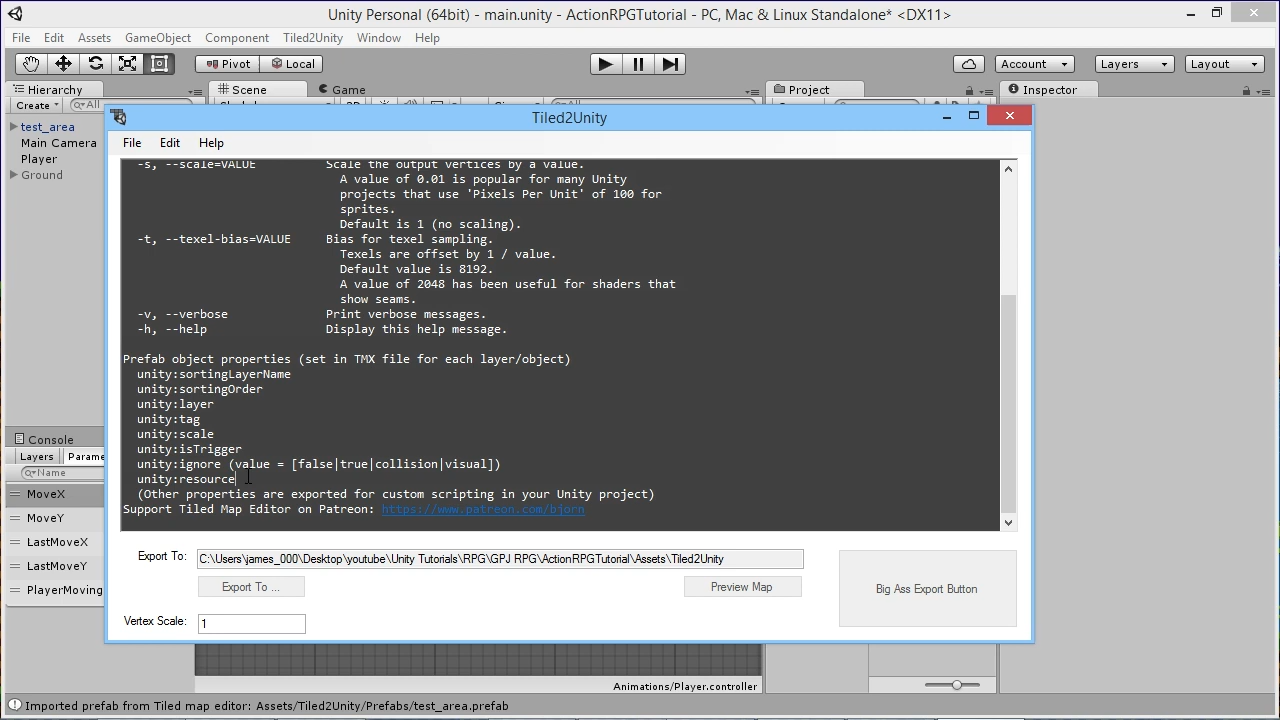 Unity Personal (64bit) - main.unity - ActionRPGTutorial - PC, Mac & Linux Standalone* <DX11>
File Edit Assets GameObject Component Tiled2Unity Window Help
Pivot Local Account Layers Layout
Hierarchy Scene Game Project Inspector
Create All
test_area
Main Camera
Player
Ground
Console
Layers Parame
Name
MoveX
MoveY
LastMoveX
LastMoveY
PlayerMoving
Tiled2Unity
File Edit Help
-s, --scale=VALUE Scale the output vertices by a value.
A value of 0.01 is popular for many Unity
projects that use 'Pixels Per Unit' of 100 for
sprites.
Default is 1 (no scaling).
-t, --texel-bias=VALUE Bias for texel sampling.
Texels are offset by 1 / value.
Default value is 8192.
A value of 2048 has been useful for shaders that
show seams.
-v, --verbose Print verbose messages.
-h, --help Display this help message.
Prefab object properties (set in TMX file for each layer/object)
unity:sortingLayerName
unity:sortingOrder
unity:layer
unity:tag
unity:scale
unity:isTrigger
unity:ignore (value = [false|true|collision|visual])
unity:resource
(Other properties are exported for custom scripting in your Unity project)
Support Tiled Map Editor on Patreon: https://www.patreon.com/bjorn
Export To: C:\Users\james_000\Desktop\youtube\Unity Tutorials\RPG\GPJ RPG\ActionRPGTutorial\Assets\Tiled2Unity
Export To ... Preview Map Big Ass Export Button
Vertex Scale: 1
Animations/Player.controller
Imported prefab from Tiled map editor: Assets/Tiled2Unity/Prefabs/test_area.prefab